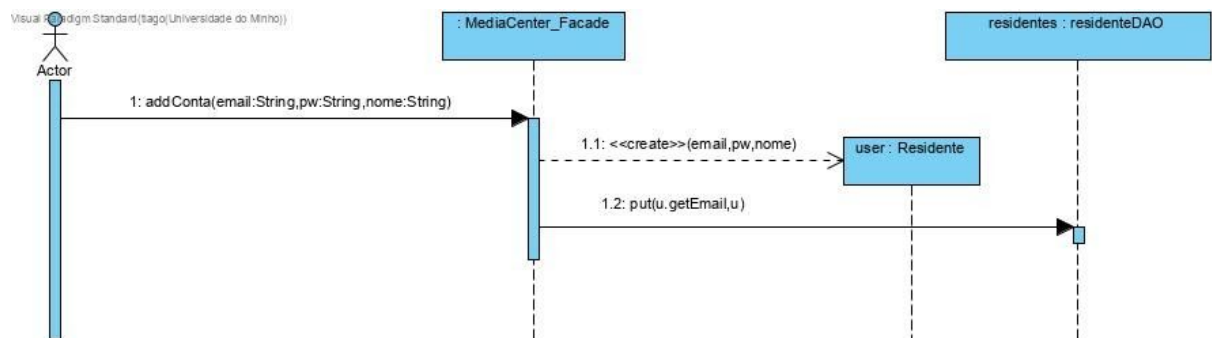 Visual Paradigm Standard(tiago(Universidade do Minho))
: MediaCenter_Facade
residentes : residenteDAO
Actor
1: addConta(email:String,pw:String,nome:String)
1.1: <<create>>(email,pw,nome)
user : Residente
1.2: put(u.getEmail,u)